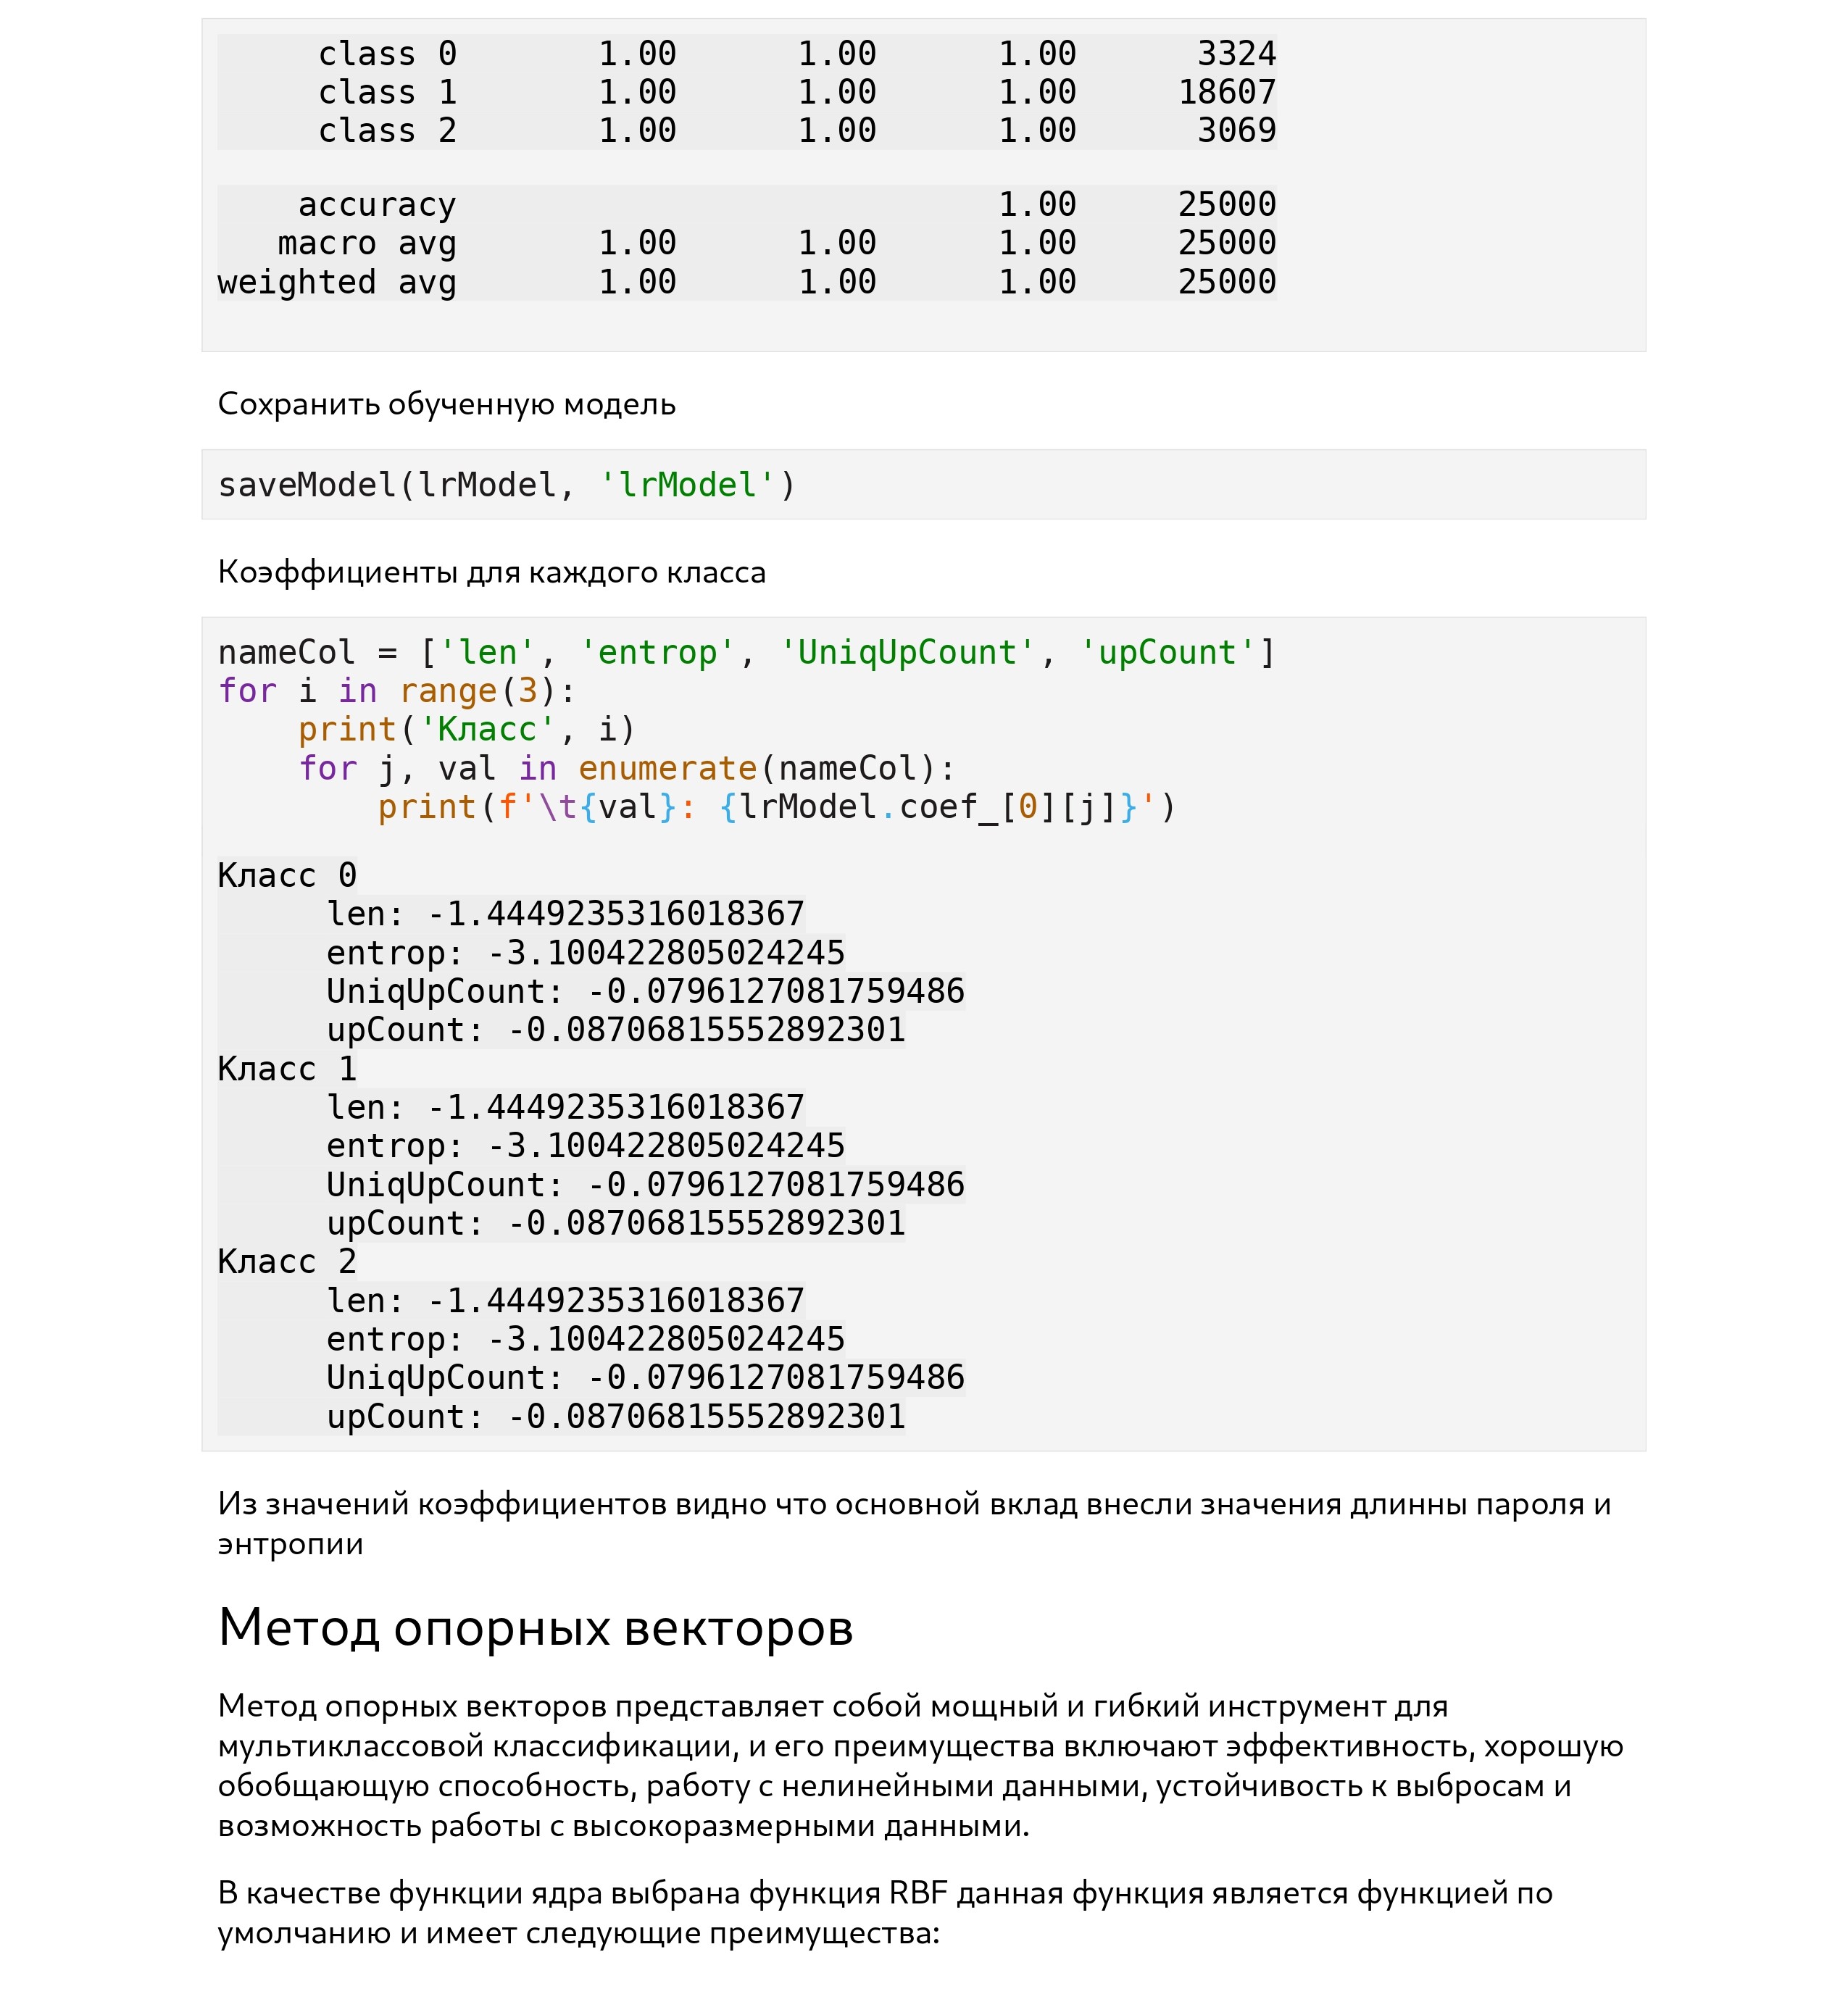 class 0 1.00 1.00 1.00 3324
class 1 1.00 1.00 1.00 18607
class 2 1.00 1.00 1.00 3069
accuracy 1.00 25000
macro avg 1.00 1.00 1.00 25000
weighted avg 1.00 1.00 1.00 25000
Сохранить обученную модель
saveModel(lrModel, 'lrModel')
Коэффициенты для каждого класса
nameCol = ['len', 'entrop', 'UniqUpCount', 'upCount']
for i in range(3):
    print('Класс', i)
    for j, val in enumerate(nameCol):
        print(f'\t{val}: {lrModel.coef_[0][j]}')
Класс 0
len: -1.4449235316018367
entrop: -3.100422805024245
UniqUpCount: -0.0796127081759486
upCount: -0.08706815552892301
Класс 1
len: -1.4449235316018367
entrop: -3.100422805024245
UniqUpCount: -0.0796127081759486
upCount: -0.08706815552892301
Класс 2
len: -1.4449235316018367
entrop: -3.100422805024245
UniqUpCount: -0.0796127081759486
upCount: -0.08706815552892301
Из значений коэффициентов видно что основной вклад внесли значения длинны пароля и
энтропии
Метод опорных векторов
Метод опорных векторов представляет собой мощный и гибкий инструмент для
мультиклассовой классификации, и его преимущества включают эффективность, хорошую
обобщающую способность, работу с нелинейными данными, устойчивость к выбросам и
возможность работы с высокоразмерными данными.
В качестве функции ядра выбрана функция RBF данная функция является функцией по
умолчанию и имеет следующие преимущества: